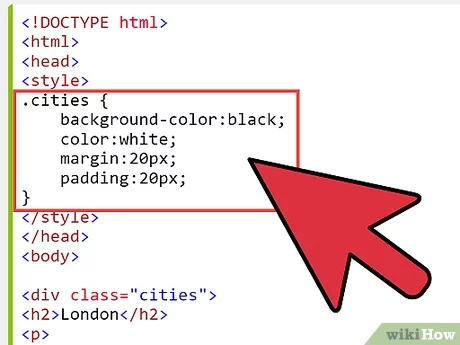 <!DOCTYPE html>
<html>
<head>
<style>
.cities {
    background-color:black;
    color:white;
    margin:20px;
    padding:20px;
}
</style>
</head>
<body>

<div class="cities">
<h2>London</h2>
<p>
wikiHow